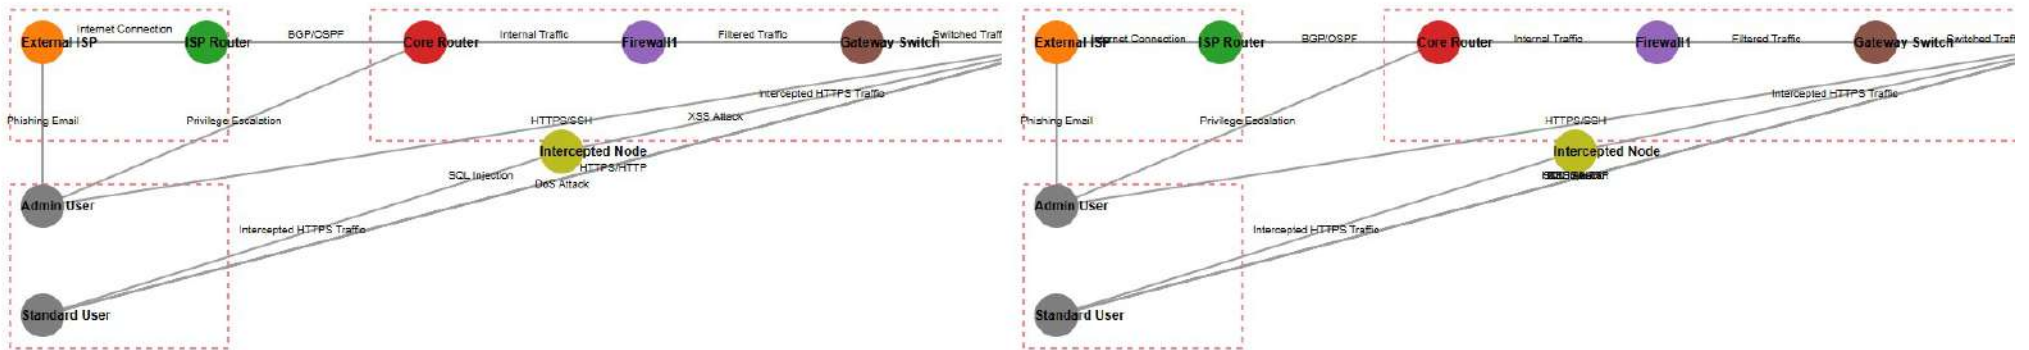 Internet Connection
BGP/OSPF
Internal Traffic
Filtered Traffic
Switched Traff
External ISP
ISP Router
Core Router
Firewall1
Gateway Switch
Intercepted HTTPS Traffic
Phishing Email
Privilege Escalation
HTTPS/SSH
XSS Attack
Intercepted Node
HTTPS/HTTP
SQL Injection
DoS Attack
Admin User
Intercepted HTTPS Traffic
Standard User
Internet Connection
BGP/OSPF
Internal Traffic
Filtered Traffic
Switched Traff
External ISP
ISP Router
Core Router
Firewall1
Gateway Switch
Intercepted HTTPS Traffic
Phishing Email
Privilege Escalation
HTTPS/SSH
Intercepted Node
Admin User
Intercepted HTTPS Traffic
Standard User